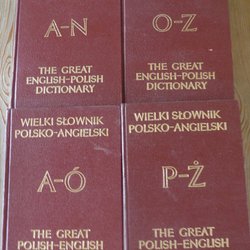 A-N
THE GREAT
ENGLISH-POLISH
DICTIONARY
O-Z
THE GREAT
ENGLISH-POLISH
DICTIONARY
WIELKI SŁOWNIK
POLSKO-ANGIELSKI
A-Ó
THE GREAT
POLISH-ENGLISH
WIELKI SŁOWNIK
POLSKO-ANGIELSKI
P-Ż
THE GREAT
POLISH-ENGLISH